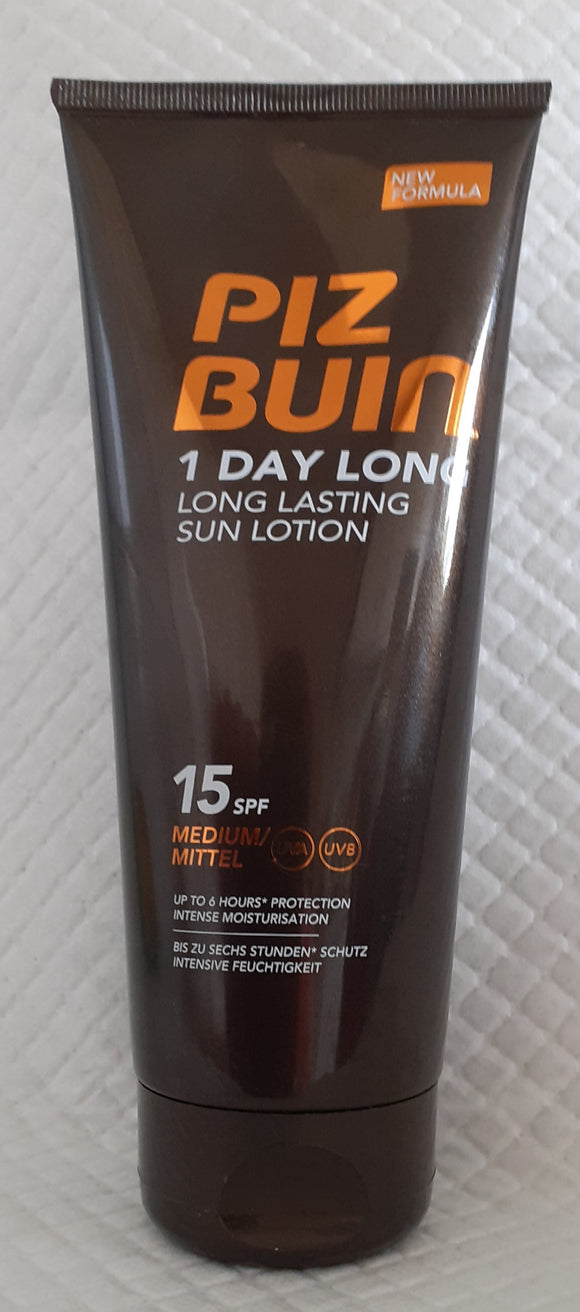 NEW
FORMULA
PIZ
BUIN
1 DAY LONG
LONG LASTING
SUN LOTION
15 SPF
MEDIUM/
MITTEL
UVA UVB
UP TO 6 HOURS* PROTECTION
INTENSE MOISTURISATION
BIS ZU SECHS STUNDEN* SCHUTZ
INTENSIVE FEUCHTIGKEIT